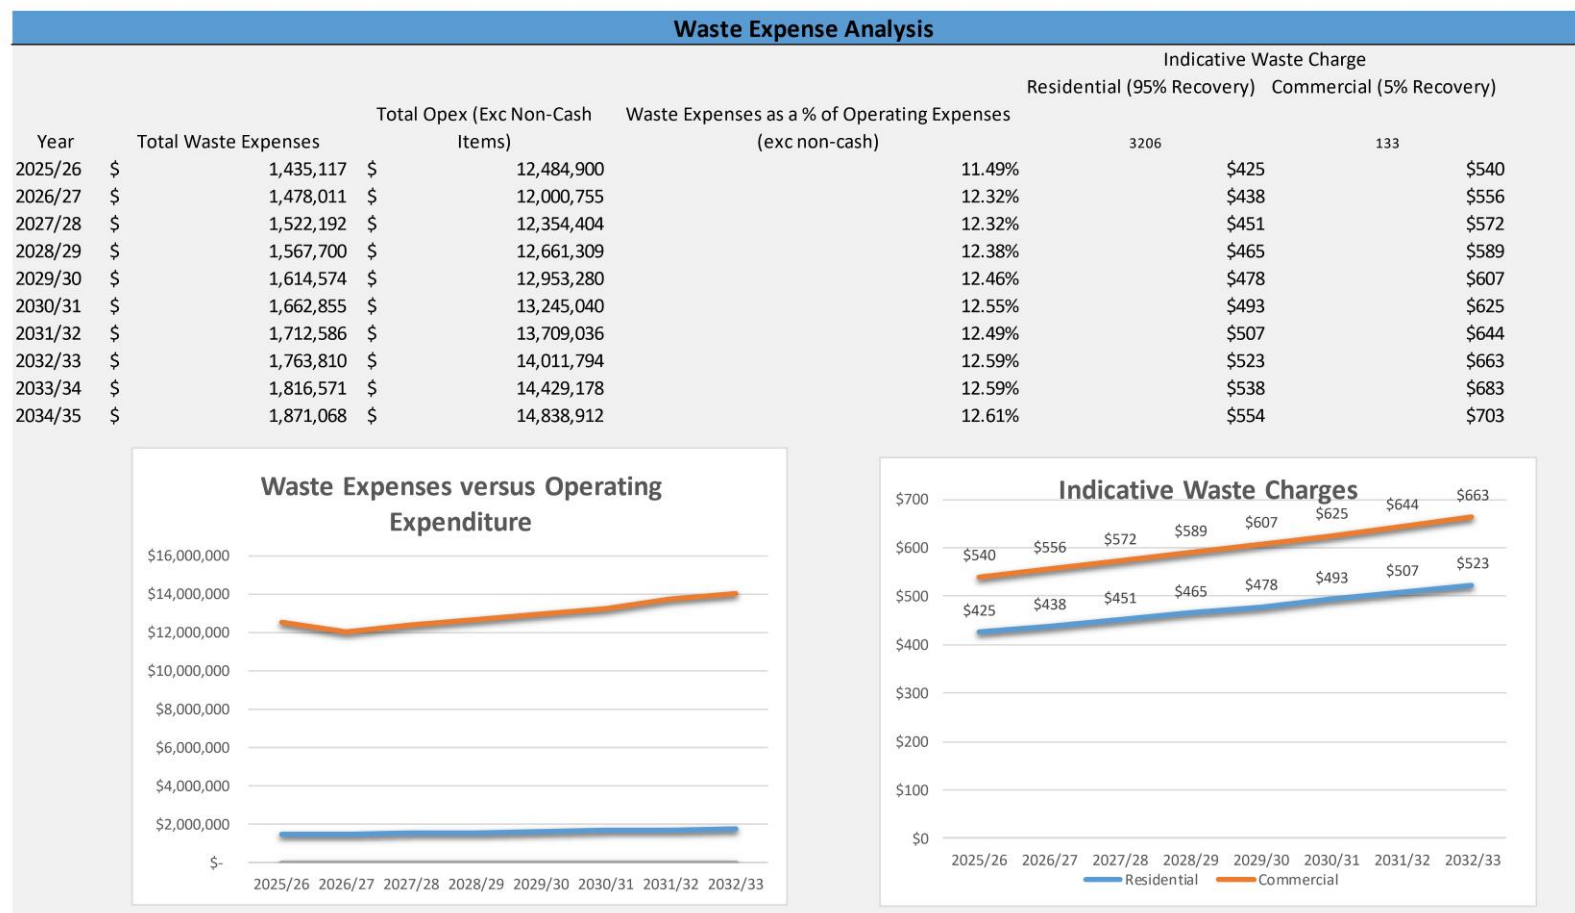 Waste Expense Analysis
Indicative Waste Charge
Residential (95% Recovery) Commercial (5% Recovery)
Total Opex (Exc Non-Cash Waste Expenses as a % of Operating Expenses
Year Total Waste Expenses Items) (exc non-cash) 3206 133
2025/26 $ 1,435,117 $ 12,484,900 11.49% $425 $540
2026/27 $ 1,478,011 $ 12,000,755 12.32% $438 $556
2027/28 $ 1,522,192 $ 12,354,404 12.32% $451 $572
2028/29 $ 1,567,700 $ 12,661,309 12.38% $465 $589
2029/30 $ 1,614,574 $ 12,953,280 12.46% $478 $607
2030/31 $ 1,662,855 $ 13,245,040 12.55% $493 $625
2031/32 $ 1,712,586 $ 13,709,036 12.49% $507 $644
2032/33 $ 1,763,810 $ 14,011,794 12.59% $523 $663
2033/34 $ 1,816,571 $ 14,429,178 12.59% $538 $683
2034/35 $ 1,871,068 $ 14,838,912 12.61% $554 $703
Waste Expenses versus Operating
Expenditure
$16,000,000
$14,000,000
$12,000,000
$10,000,000
$8,000,000
$6,000,000
$4,000,000
$2,000,000
$-
2025/26 2026/27 2027/28 2028/29 2029/30 2030/31 2031/32 2032/33
Indicative Waste Charges
$700
$600
$500
$400
$300
$200
$100
$0
$540 $556 $572 $589 $607 $625 $644 $663
$425 $438 $451 $465 $478 $493 $507 $523
2025/26 2026/27 2027/28 2028/29 2029/30 2030/31 2031/32 2032/33
Residential Commercial